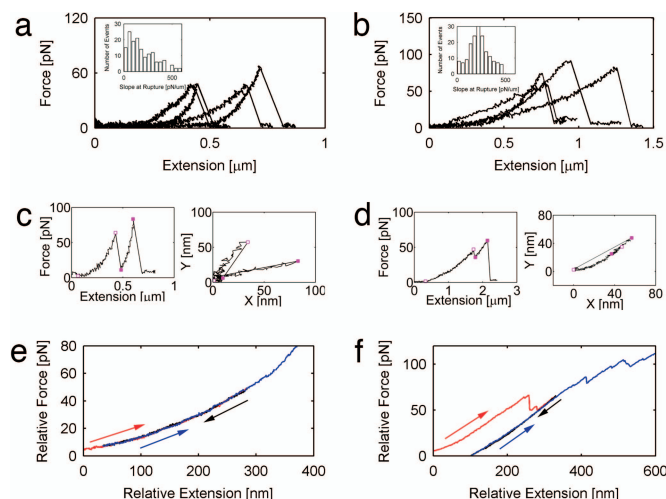 a
Force [pN]
120
60
0
0
0.5
1
Extension [μm]
Number of Events
30
20
10
0
0
500
Slope at Rupture [pN/um]
b
Force [pN]
150
100
50
0
0
0.5
1
1.5
Extension [μm]
Number of Events
30
20
10
0
0
500
Slope at Rupture [pN/um]
c
Force [pN]
100
50
0
0
0.5
1
Extension [μm]
Y [nm]
100
80
60
40
20
0
0
50
100
X [nm]
d
Force [pN]
100
50
0
0
1
2
3
Extension [μm]
Y [nm]
80
40
0
0
40
80
X [nm]
e
Relative Force [pN]
80
60
40
20
0
0
100
200
300
400
Relative Extension [nm]
f
Relative Force [pN]
100
50
0
0
200
400
600
Relative Extension [nm]